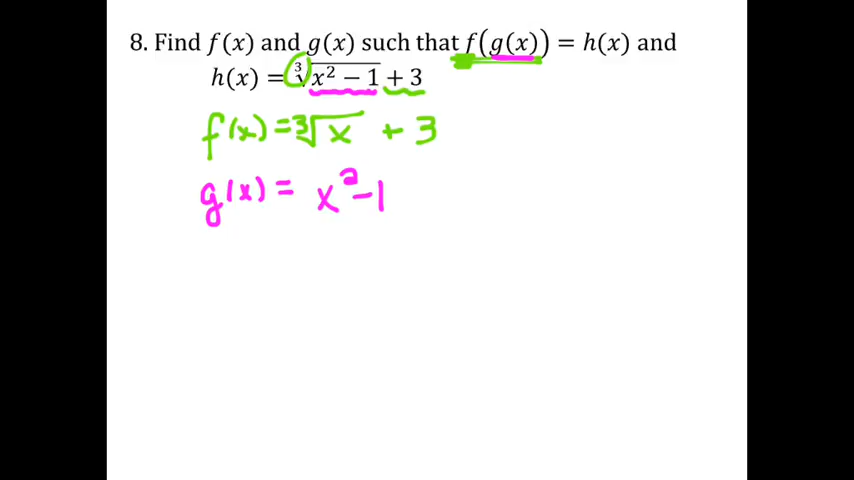 8. Find f(x) and g(x) such that f(g(x)) = h(x) and
h(x) = ∛(x² − 1) + 3
f(x) = ∛x + 3
g(x) = x² − 1